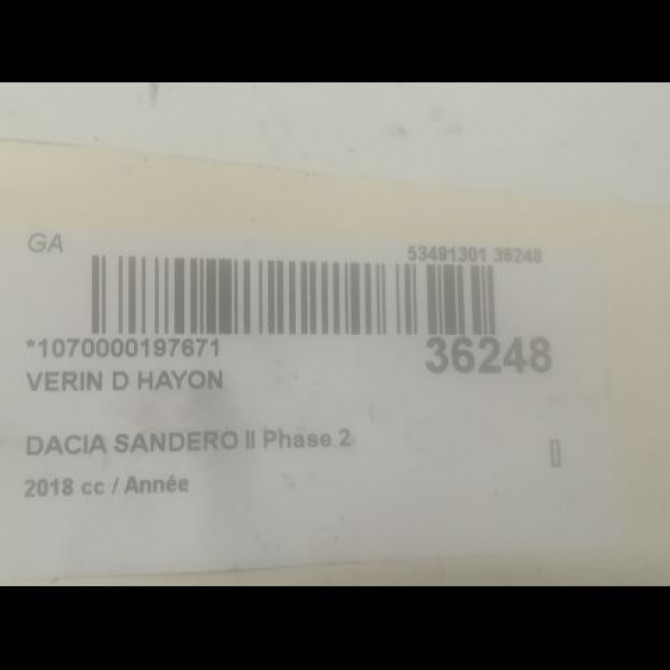 GA
53491301 36248
*1070000197671
36248
VERIN D HAYON
DACIA SANDERO II Phase 2
2018 cc / Année